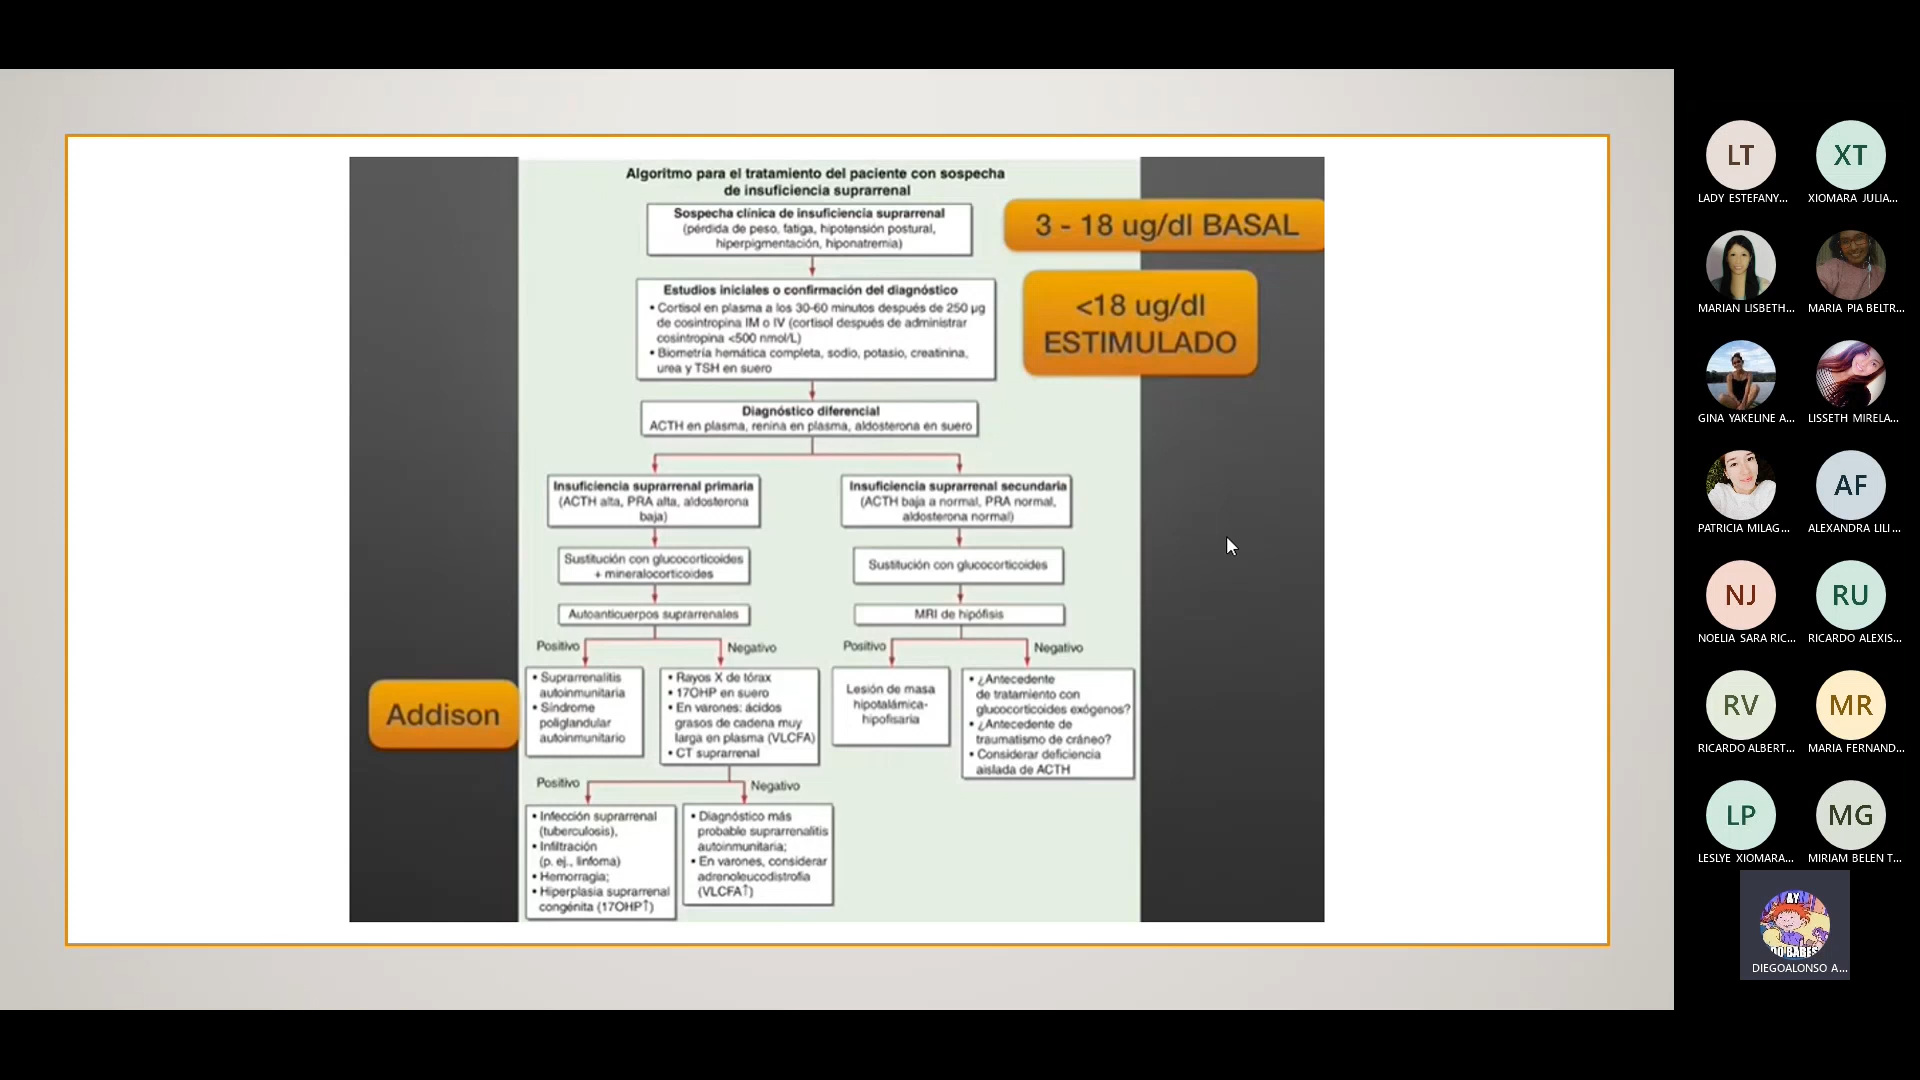 Algoritmo para el tratamiento del paciente con sospecha
de insuficiencia suprarrenal
Sospecha clínica de insuficiencia suprarrenal
(pérdida de peso, fatiga, hipotensión postural,
hiperpigmentación, hiponatremia)
3 - 18 ug/dl BASAL
Estudios iniciales o confirmación del diagnóstico
• Cortisol en plasma a los 30-60 minutos después de 250 µg
de cosintropina IM o IV (cortisol después de administrar
cosintropina <500 nmol/L)
• Biometría hemática completa, sodio, potasio, creatinina,
urea y TSH en suero
<18 ug/dl
ESTIMULADO
Diagnóstico diferencial
ACTH en plasma, renina en plasma, aldosterona en suero
Insuficiencia suprarrenal primaria
(ACTH alta, PRA alta, aldosterona
baja)
Insuficiencia suprarrenal secundaria
(ACTH baja a normal, PRA normal,
aldosterona normal)
Sustitución con glucocorticoides
+ mineralocorticoides
Sustitución con glucocorticoides
Autoanticuerpos suprarrenales
MRI de hipófisis
Positivo
Negativo
Positivo
Negativo
Addison
• Suprarrenalitis
autoinmunitaria
• Síndrome
poliglandular
autoinmunitario
• Rayos X de tórax
• 17OHP en suero
• En varones: ácidos
grasos de cadena muy
larga en plasma (VLCFA)
• CT suprarrenal
Lesión de masa
hipotalámica-
hipofisaria
• ¿Antecedente
de tratamiento con
glucocorticoides exógenos?
• ¿Antecedente de
traumatismo de cráneo?
• Considerar deficiencia
aislada de ACTH
Positivo
Negativo
• Infección suprarrenal
(tuberculosis),
• Infiltración
(p. ej., linfoma)
• Hemorragia;
• Hiperplasia suprarrenal
congénita (17OHP↑)
• Diagnóstico más
probable suprarrenalitis
autoinmunitaria;
• En varones, considerar
adrenoleucodistrofia
(VLCFA↑)
LT
LADY ESTEFANY...
XT
XIOMARA JULIA...
MARIAN LISBETH...
MARIA PIA BELTR...
GINA YAKELINE A...
LISSETH MIRELA...
PATRICIA MILAG...
AF
ALEXANDRA LILI ...
NJ
NOELIA SARA RIC...
RU
RICARDO ALEXIS...
RV
RICARDO ALBERT...
MR
MARIA FERNAND...
LP
LESLYE XIOMARA...
MG
MIRIAM BELEN T...
DIEGOALONSO A...